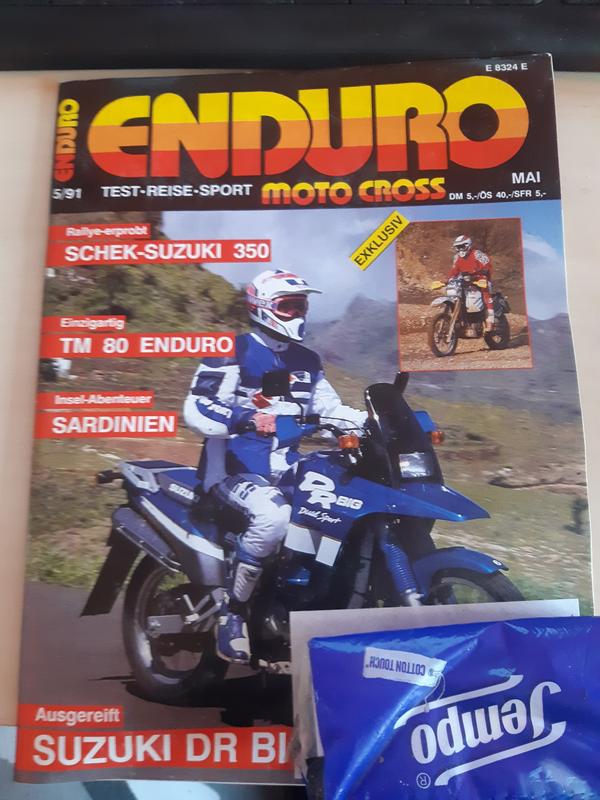 E 8324 E
ENDURO
ENDURO
5/91
TEST-REISE-SPORT
MOTO CROSS
MAI
DM 5,-/ÖS 40,-/SFR 5,-
Rallye-erprobt
SCHEK-SUZUKI 350
EXKLUSIV
Einzigartig
TM 80 ENDURO
Insel-Abenteuer
SARDINIEN
SUZUKI
DR BIG
Dual Sport
Ausgereift
SUZUKI DR BI
"COTTON TOUCH"
Tempo
®